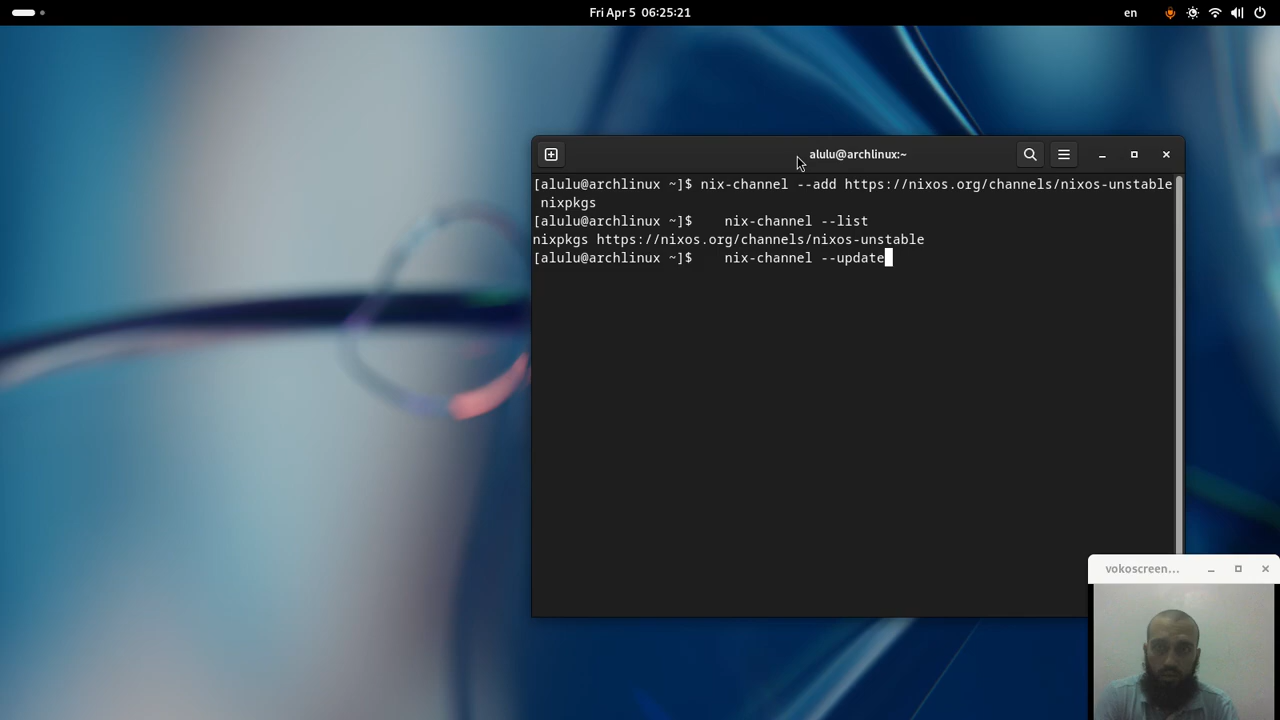 Fri Apr 5 06:25:21
en
alulu@archlinux:~
[alulu@archlinux ~]$ nix-channel --add https://nixos.org/channels/nixos-unstable
nixpkgs
[alulu@archlinux ~]$    nix-channel --list
nixpkgs https://nixos.org/channels/nixos-unstable
[alulu@archlinux ~]$    nix-channel --update
vokoscreen...